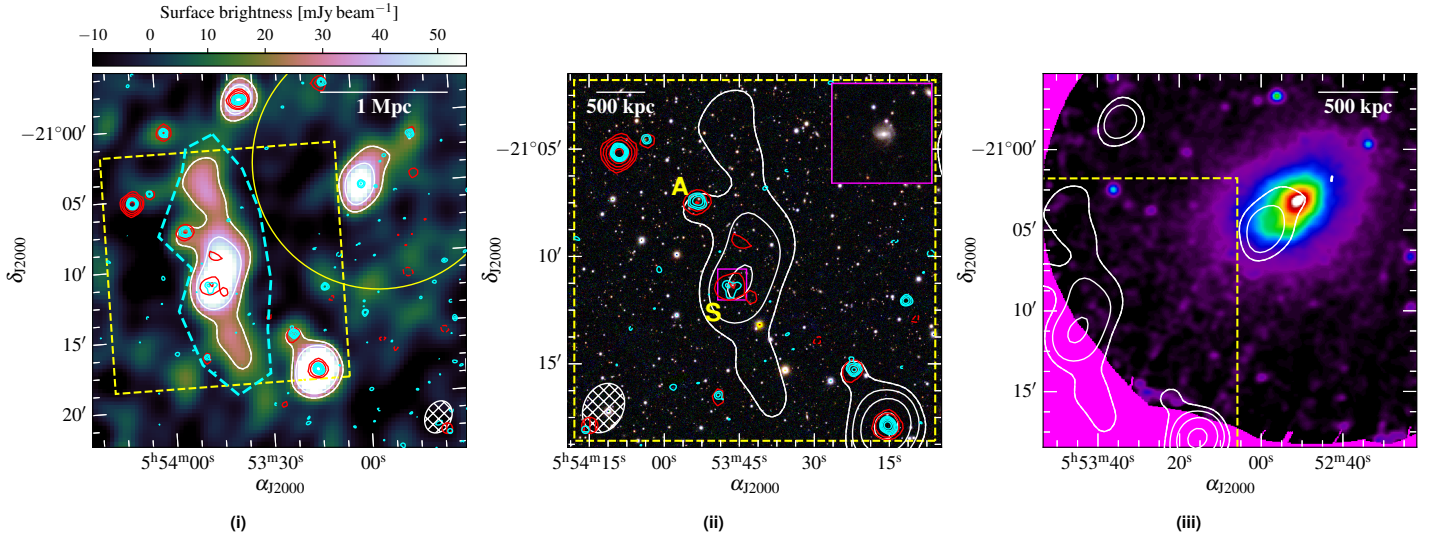 Surface brightness [mJy beam⁻¹]
−10 0 10 20 30 40 50
1 Mpc
−21°00′
05′
10′
15′
20′
δJ2000
5ʰ54ᵐ00ˢ 53ᵐ30ˢ 00ˢ
αJ2000
(i)
500 kpc
−21°05′
10′
15′
δJ2000
A
S
5ʰ54ᵐ15ˢ 00ˢ 53ᵐ45ˢ 30ˢ 15ˢ
αJ2000
(ii)
500 kpc
−21°00′
05′
10′
15′
δJ2000
5ʰ53ᵐ40ˢ 20ˢ 00ˢ 52ᵐ40ˢ
αJ2000
(iii)